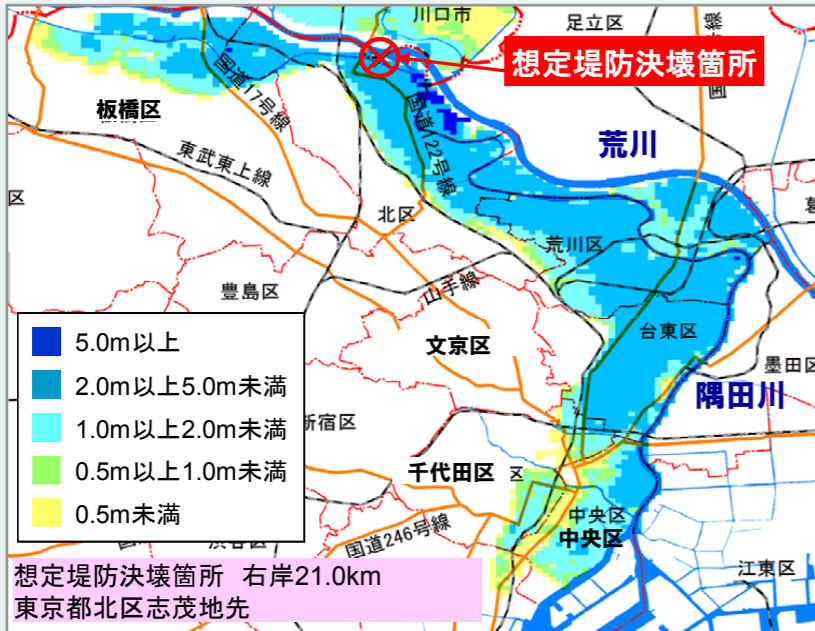 川口市
足立区
想定堤防決壊箇所
国道17号線
板橋区
国道122号線
荒川
東武東上線
区
北区
荒川区
豊島区
山手線
台東区
文京区
墨田区
隅田川
5.0m以上
2.0m以上5.0m未満
1.0m以上2.0m未満
0.5m以上1.0m未満
0.5m未満
新宿区
千代田区
区
中央区
中央区
国道246号線
渋谷区
江東区
想定堤防決壊箇所 右岸21.0km
東京都北区志茂地先